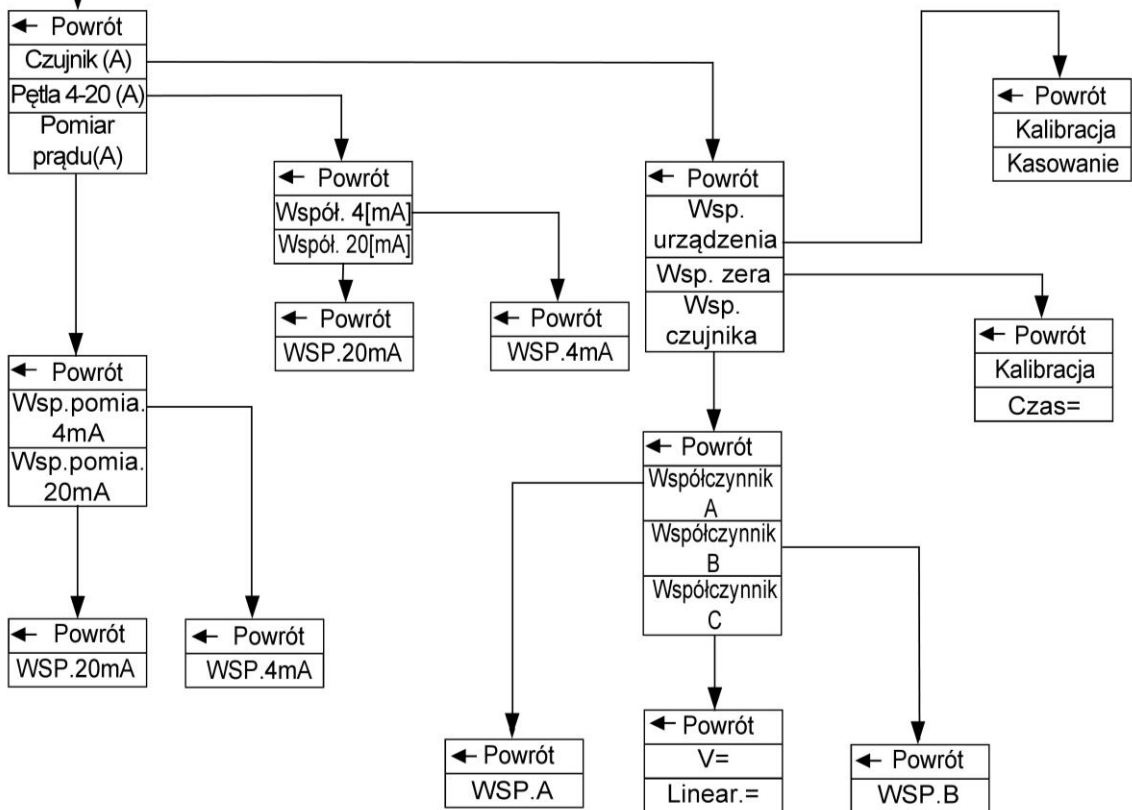 ← Powrót
Czujnik (A)
Pętla 4-20 (A)
Pomiar
prądu(A)
← Powrót
Kalibracja
Kasowanie
← Powrót
Współ. 4[mA]
Współ. 20[mA]
← Powrót
Wsp.
urządzenia
Wsp. zera
Wsp.
czujnika
← Powrót
WSP.20mA
← Powrót
WSP.4mA
← Powrót
Kalibracja
Czas=
← Powrót
Wsp.pomia.
4mA
Wsp.pomia.
20mA
← Powrót
Współczynnik
A
Współczynnik
B
Współczynnik
C
← Powrót
WSP.20mA
← Powrót
WSP.4mA
← Powrót
WSP.A
← Powrót
V=
Linear.=
← Powrót
WSP.B